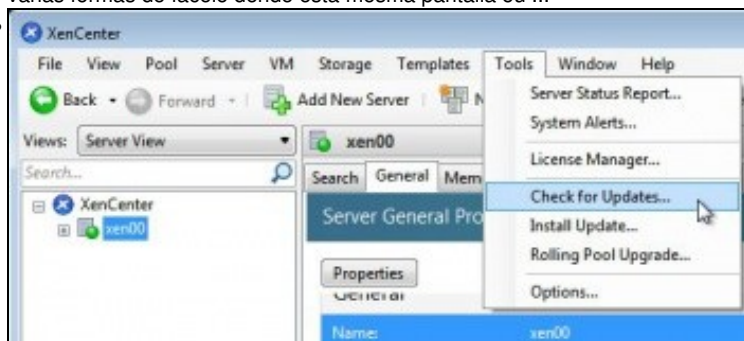 varias formas de facelo dende esta mesma pantalla ou ...
XenCenter
File View Pool Server VM Storage Templates Tools Window Help
Back Forward Add New Server N
Views: Server View
Search...
XenCenter
xen00
xen00
Search General Mem
Server General Pro
Properties
General
Name: xen00
Server Status Report...
System Alerts...
License Manager...
Check for Updates...
Install Update...
Rolling Pool Upgrade...
Options...